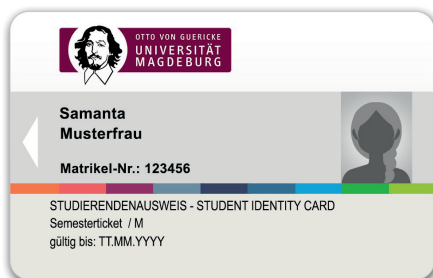 OTTO VON GUERICKE
UNIVERSITÄT
MAGDEBURG
Samanta
Musterfrau
Matrikel-Nr.: 123456
STUDIERENDENAUSWEIS - STUDENT IDENTITY CARD
Semesterticket / M
gültig bis: TT.MM.YYYY